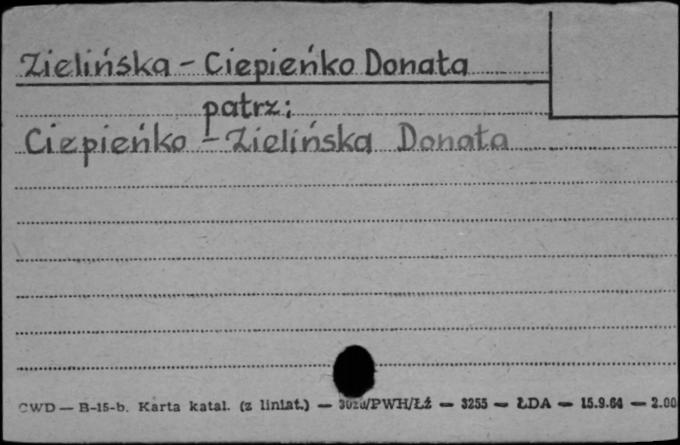 Zielińska - Ciepieńko Donata
patrz:
Ciepieńko - Zielińska Donata
CWD — B-15-b. Karta katal. (z liniat.) — /PWH/Łź — 3255 — ŁDA — 15.9.64 — 2.00